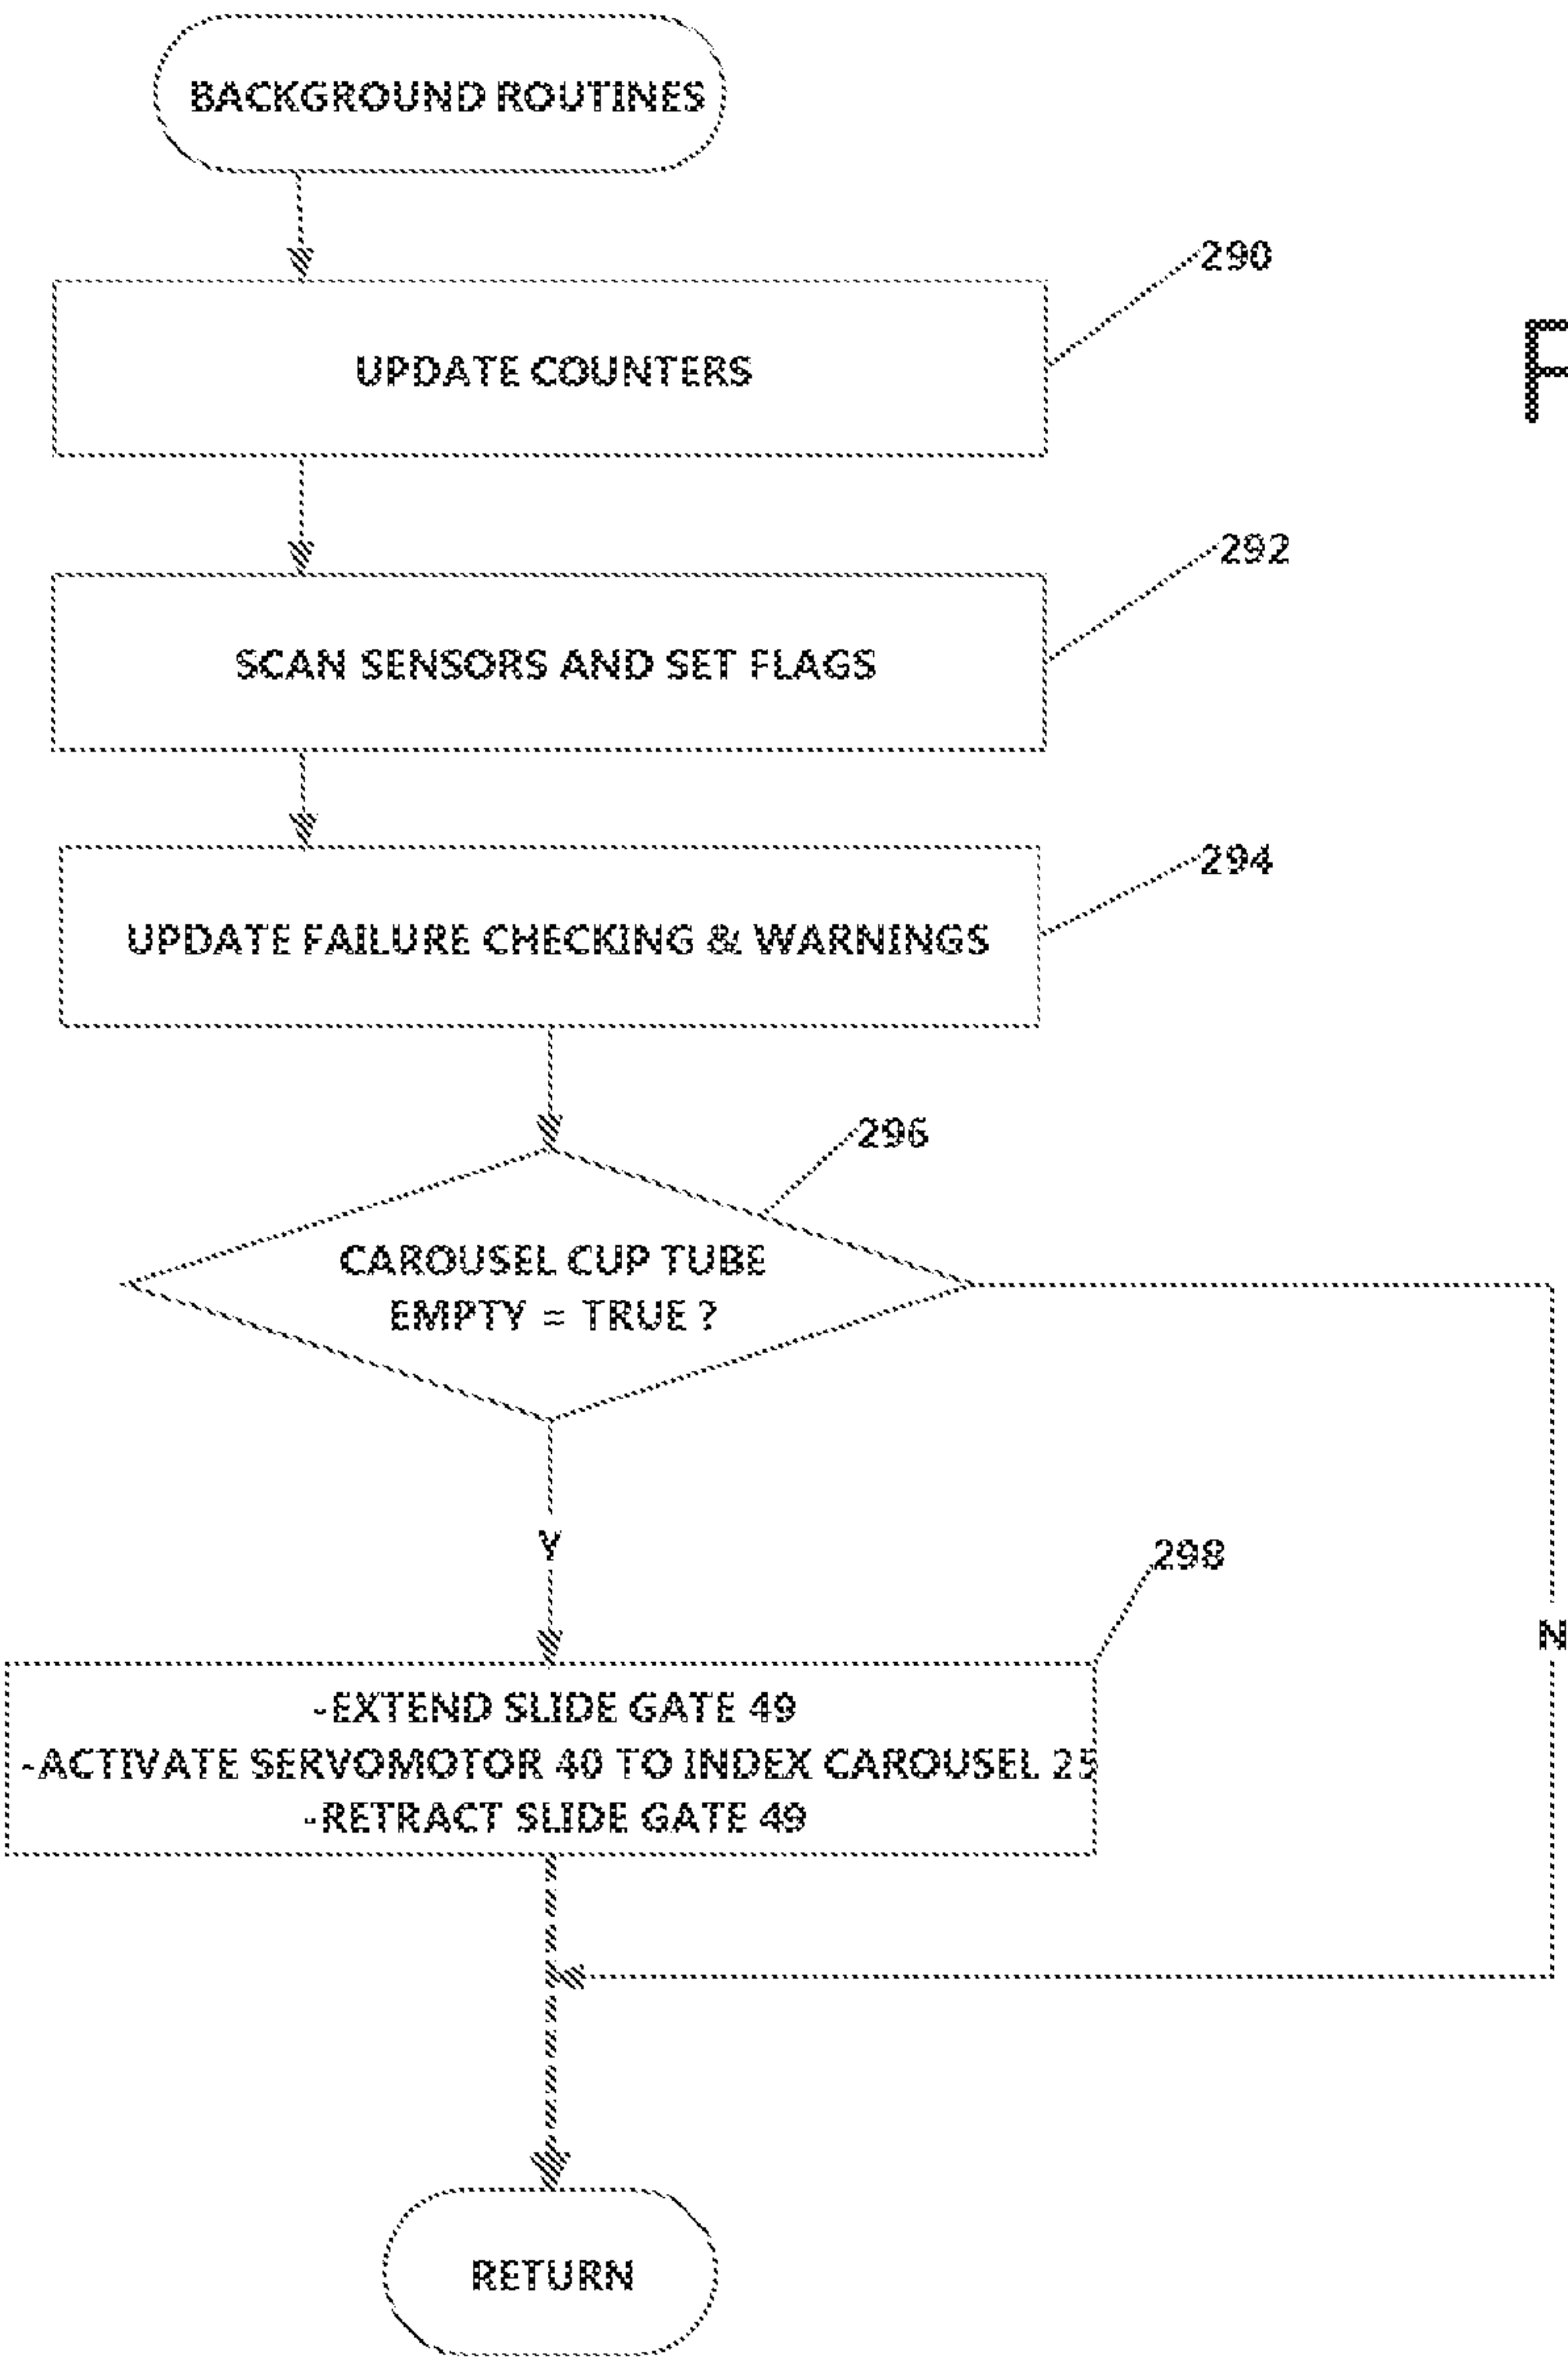 BACKGROUND ROUTINES
290
F
UPDATE COUNTERS
292
SCAN SENSORS AND SET FLAGS
294
UPDATE FAILURE CHECKING & WARNINGS
296
CAROUSEL CUP TUBE
EMPTY = TRUE ?
Y
298
N
-EXTEND SLIDE GATE 49
-ACTIVATE SERVOMOTOR 40 TO INDEX CAROUSEL 25
-RETRACT SLIDE GATE 49
RETURN